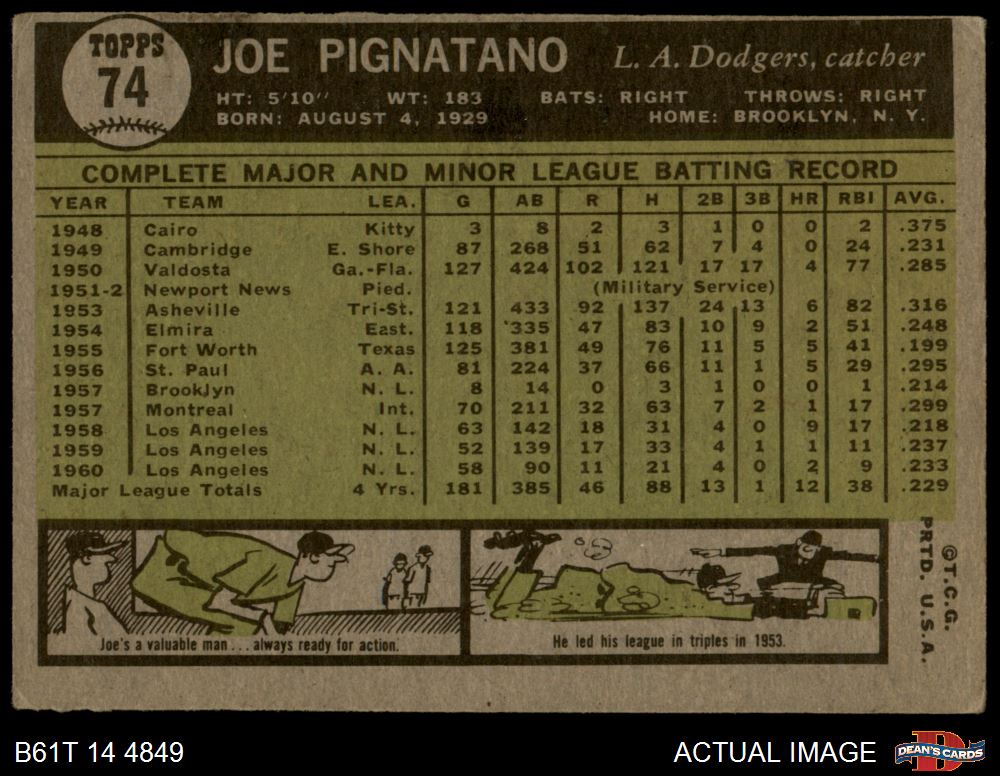 TOPPS
74
JOE PIGNATANO L. A. Dodgers, catcher
HT: 5'10'' WT: 183 BATS: RIGHT THROWS: RIGHT
BORN: AUGUST 4, 1929 HOME: BROOKLYN, N. Y.
COMPLETE MAJOR AND MINOR LEAGUE BATTING RECORD
YEAR TEAM LEA. G AB R H 2B 3B HR RBI AVG.
1948 Cairo Kitty 3 8 2 3 1 0 0 2 .375
1949 Cambridge E. Shore 87 268 51 62 7 4 0 24 .231
1950 Valdosta Ga.-Fla. 127 424 102 121 17 17 4 77 .285
1951-2 Newport News Pied. (Military Service)
1953 Asheville Tri-St. 121 433 92 137 24 13 6 82 .316
1954 Elmira East. 118 335 47 83 10 9 2 51 .248
1955 Fort Worth Texas 125 381 49 76 11 5 5 41 .199
1956 St. Paul A. A. 81 224 37 66 11 1 5 29 .295
1957 Brooklyn N. L. 8 14 0 3 1 0 0 1 .214
1957 Montreal Int. 70 211 32 63 7 2 1 17 .299
1958 Los Angeles N. L. 63 142 18 31 4 0 9 17 .218
1959 Los Angeles N. L. 52 139 17 33 4 1 1 11 .237
1960 Los Angeles N. L. 58 90 11 21 4 0 2 9 .233
Major League Totals 4 Yrs. 181 385 46 88 13 1 12 38 .229
Joe's a valuable man... always ready for action.
He led his league in triples in 1953.
©T.C.G.
PRTD. U.S.A.
B61T 14 4849 ACTUAL IMAGE
DEAN'S CARDS